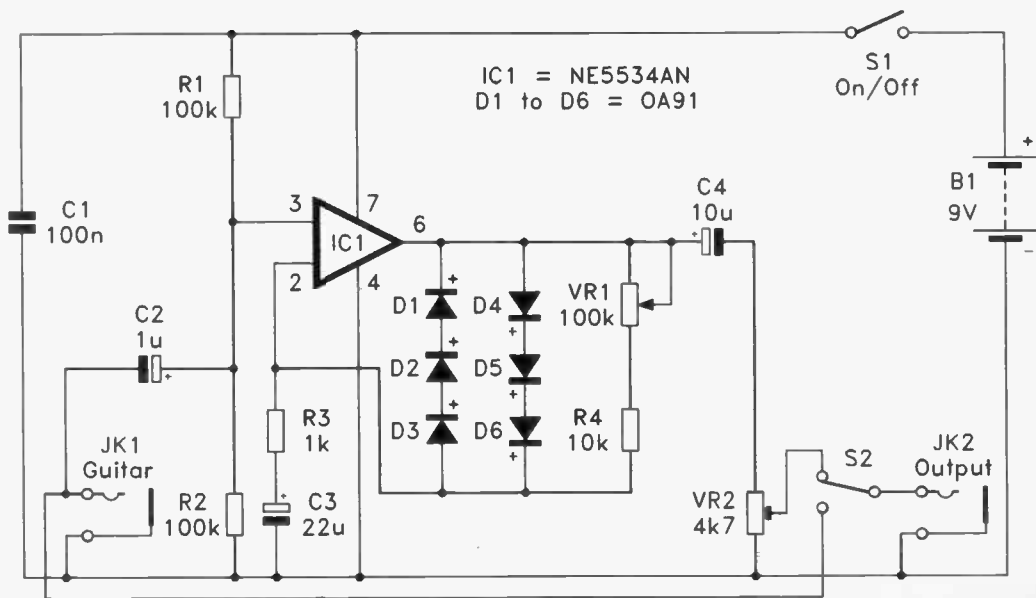 R1
100k
IC1 = NE5534AN
D1 to D6 = OA91
S1
On/Off
+
B1
9V
-
C1
100n
3
7
6
IC1
2
4
C4
10u
+
C2
1u
+
D1
+
D4
+
VR1
100k
D2
+
D5
+
R3
1k
D3
+
D6
+
R4
10k
JK1
Guitar
R2
100k
+
C3
22u
VR2
4k7
S2
JK2
Output